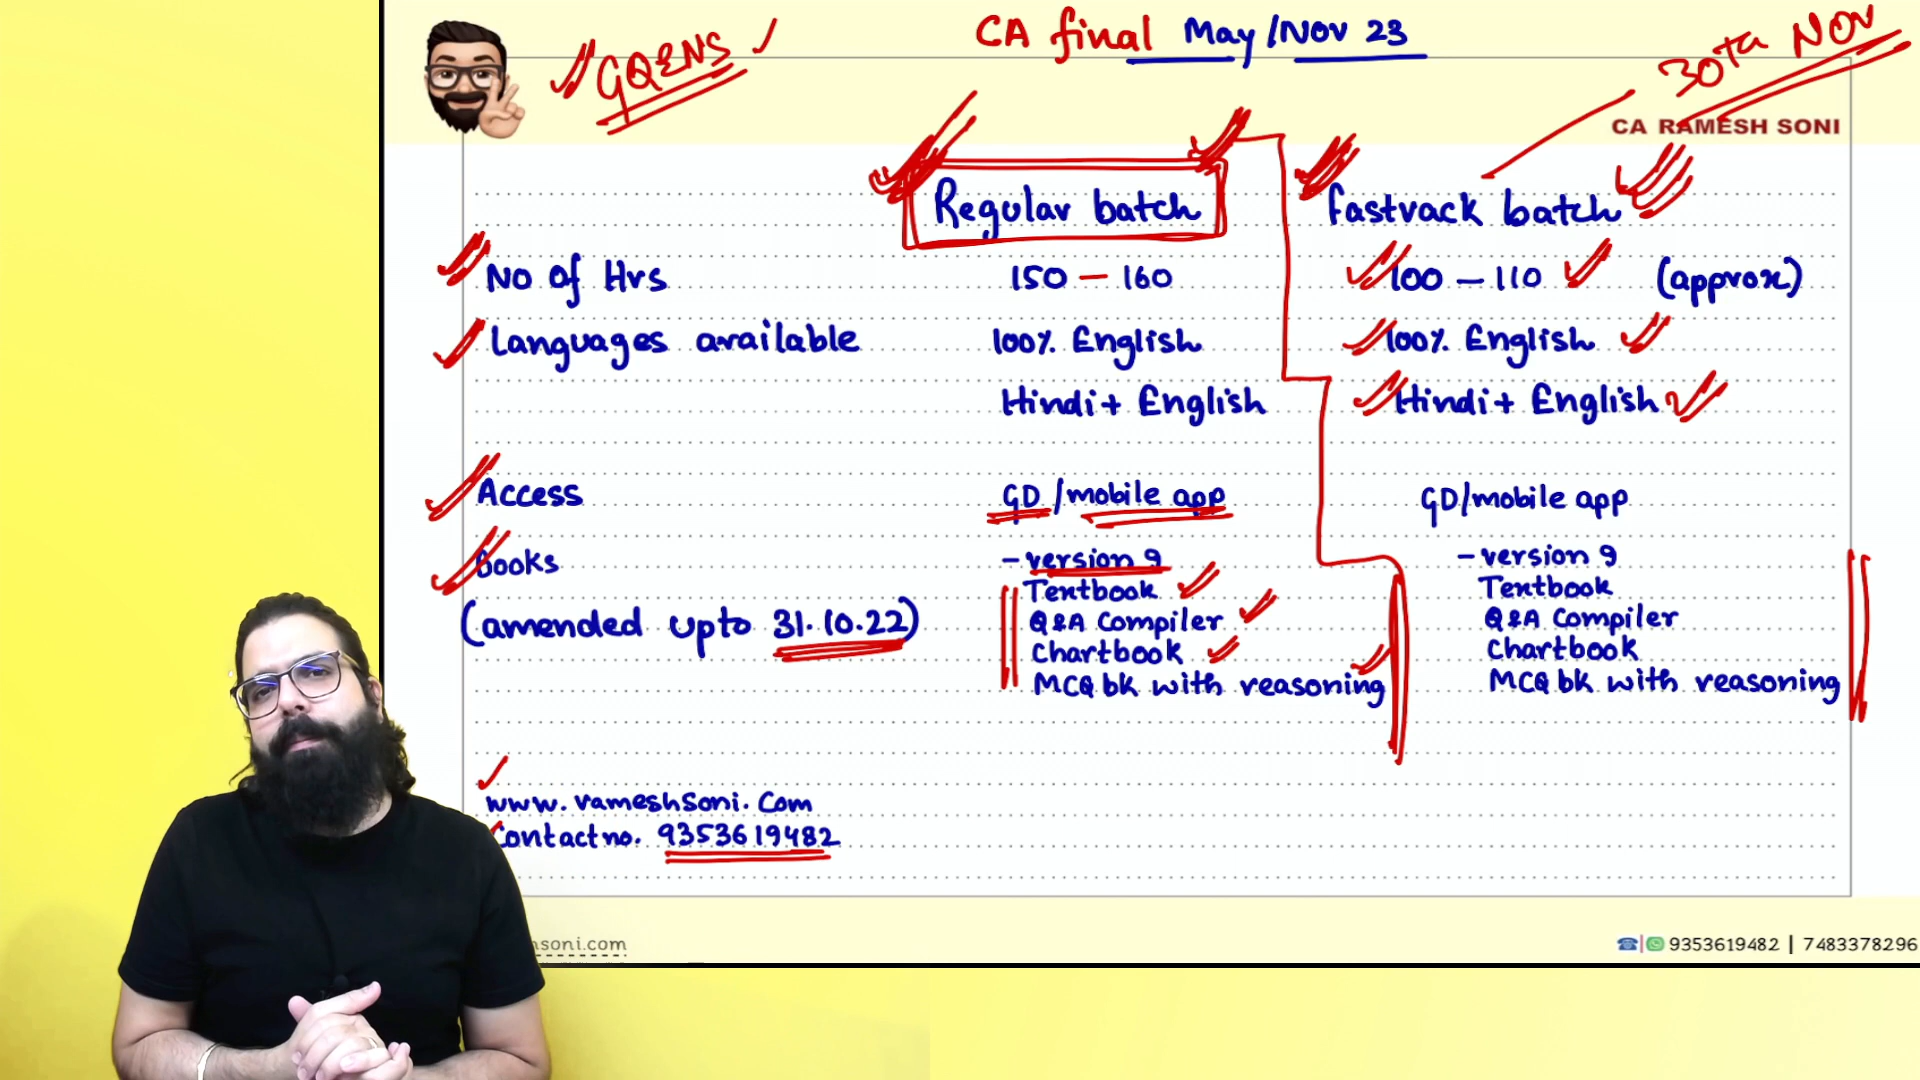 CA final May/Nov 23
30TH NOV
CA RAMESH SONI
Regular batch fastrack batch
No of Hrs 150 – 160 100 – 110 (approx)
Languages available 100% English 100% English
Hindi + English Hindi + English
Access GD/mobile app GD/mobile app
Books – version 9 – version 9
Textbook Textbook
(amended upto 31.10.22) Q&A Compiler Q&A Compiler
Chartbook Chartbook
MCQ bk with reasoning MCQ bk with reasoning
www.rameshsoni.com
Contact no. 9353619482
soni.com 9353619482 | 7483378296